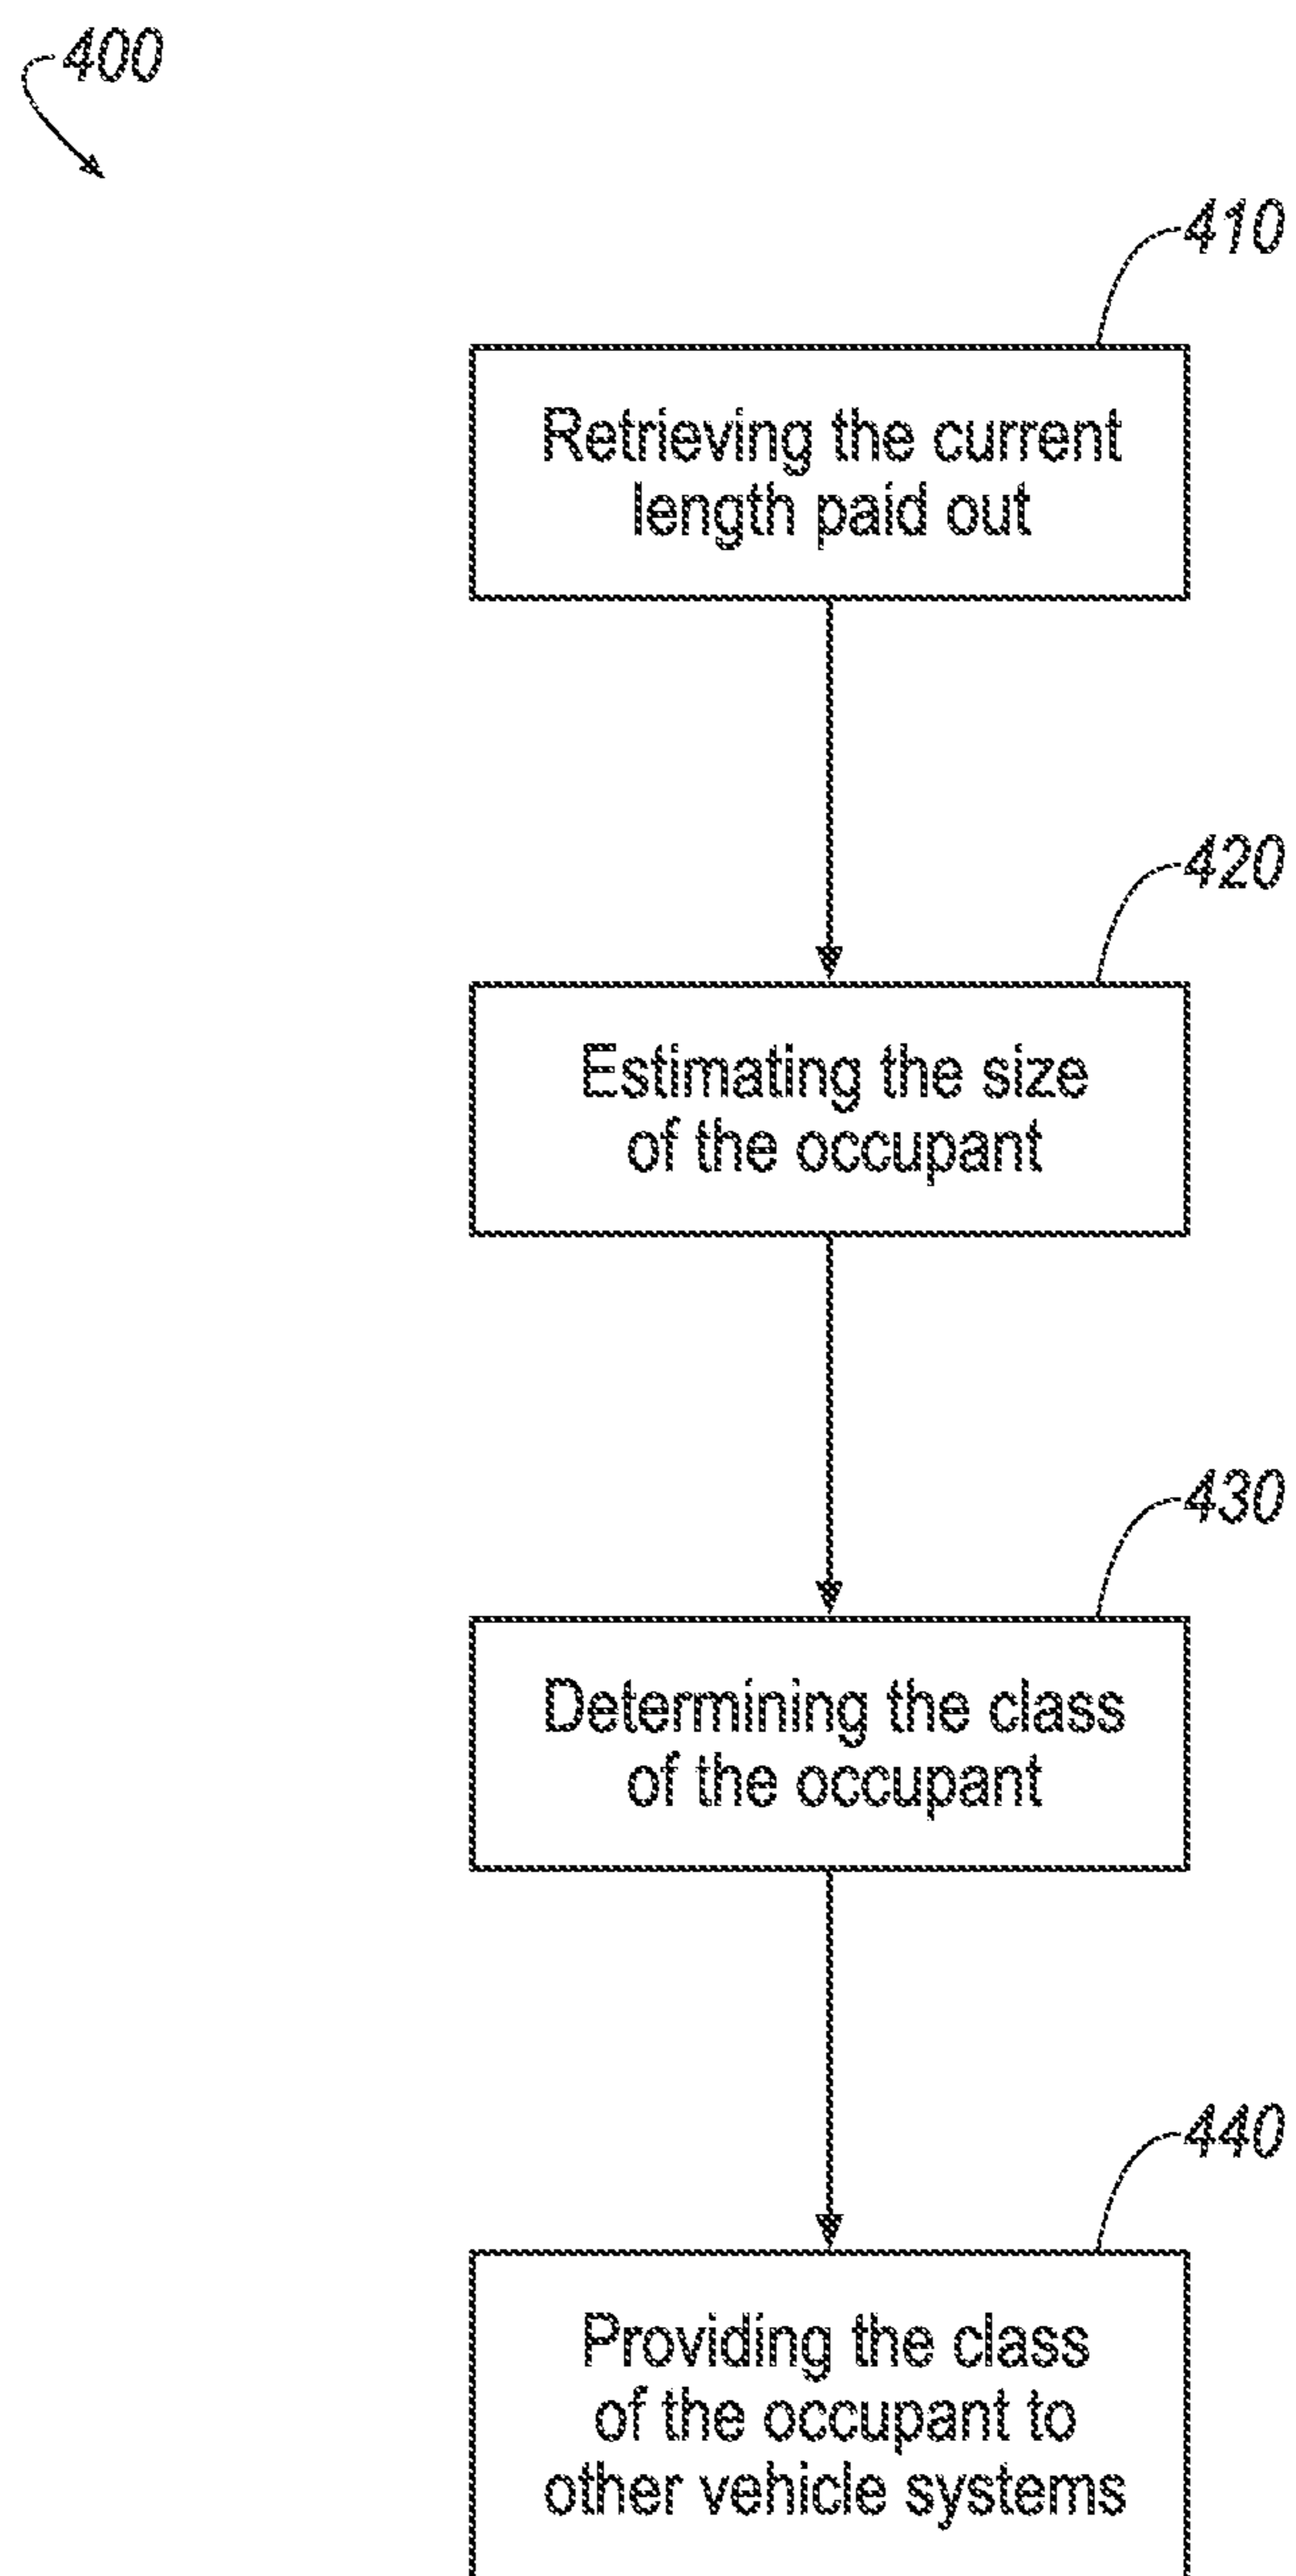 400
410
Retrieving the current
length paid out
420
Estimating the size
of the occupant
430
Determining the class
of the occupant
440
Providing the class
of the occupant to
other vehicle systems